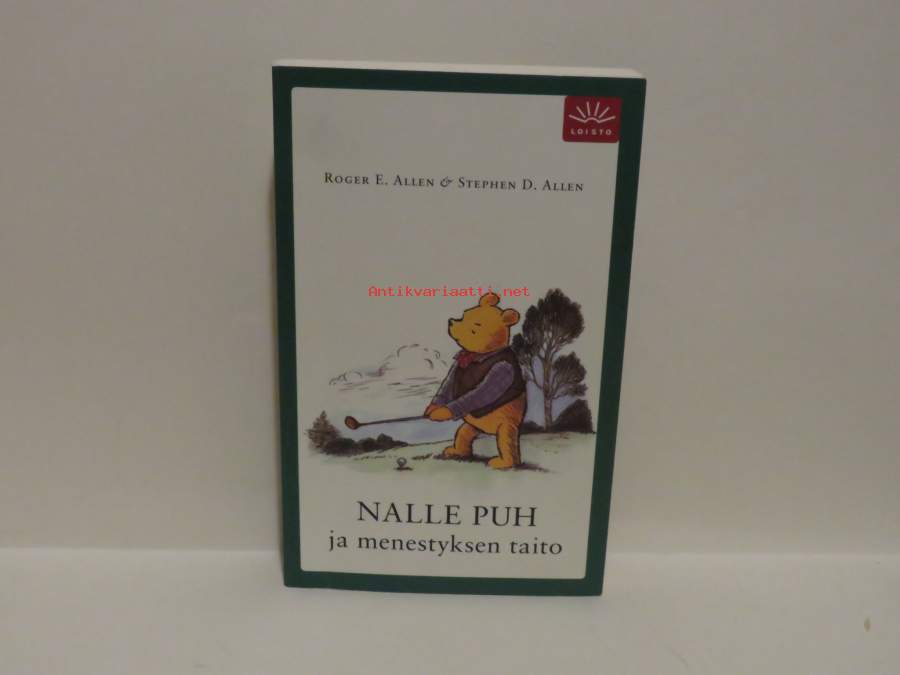 LOISTO
ROGER E. ALLEN & STEPHEN D. ALLEN
Antikvariaatti.net
NALLE PUH
ja menestyksen taito